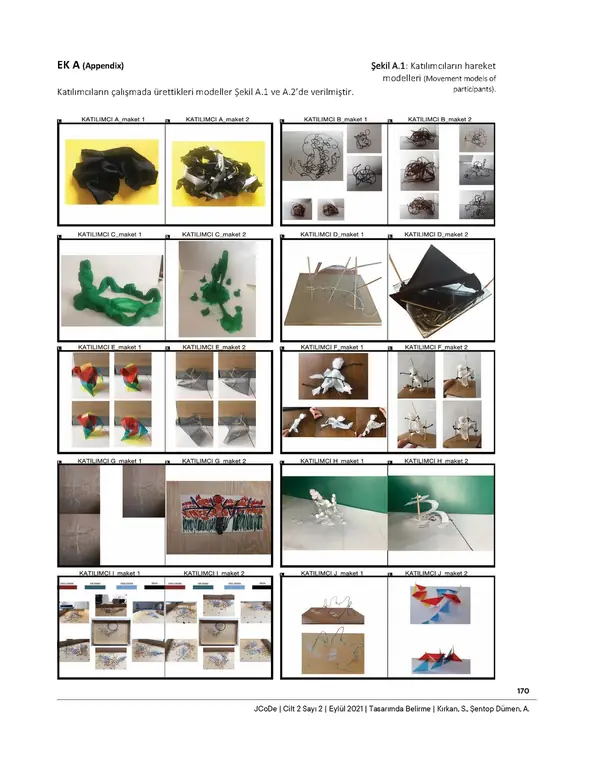 EK A (Appendix)
Şekil A.1: Katılımcıların hareket
modelleri (Movement models of
participants).
Katılımcıların çalışmada ürettikleri modeller Şekil A.1 ve A.2'de verilmiştir.
KATILIMCI A_maket 1
KATILIMCI A_maket 2
KATILIMCI B_maket 1
KATILIMCI B_maket 2
KATILIMCI C_maket 1
KATILIMCI C_maket 2
KATILIMCI D_maket 1
KATILIMCI D_maket 2
KATILIMCI E_maket 1
KATILIMCI E_maket 2
KATILIMCI F_maket 1
KATILIMCI F_maket 2
KATILIMCI G_maket 1
KATILIMCI G_maket 2
KATILIMCI H_maket 1
KATILIMCI H_maket 2
KATILIMCI I_maket 1
KATILIMCI I_maket 2
KATILIMCI J_maket 1
KATILIMCI J_maket 2
170
JCoDe | Cilt 2 Sayı 2 | Eylül 2021 | Tasarımda Belirme | Kırkan, S., Şentop Dümen, A.